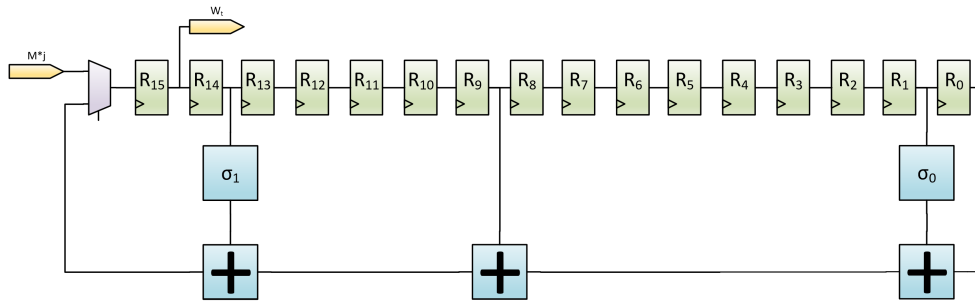 Wₜ
M*j
R₁₅ R₁₄ R₁₃ R₁₂ R₁₁ R₁₀ R₉ R₈ R₇ R₆ R₅ R₄ R₃ R₂ R₁ R₀
σ₁ σ₀
+ + +